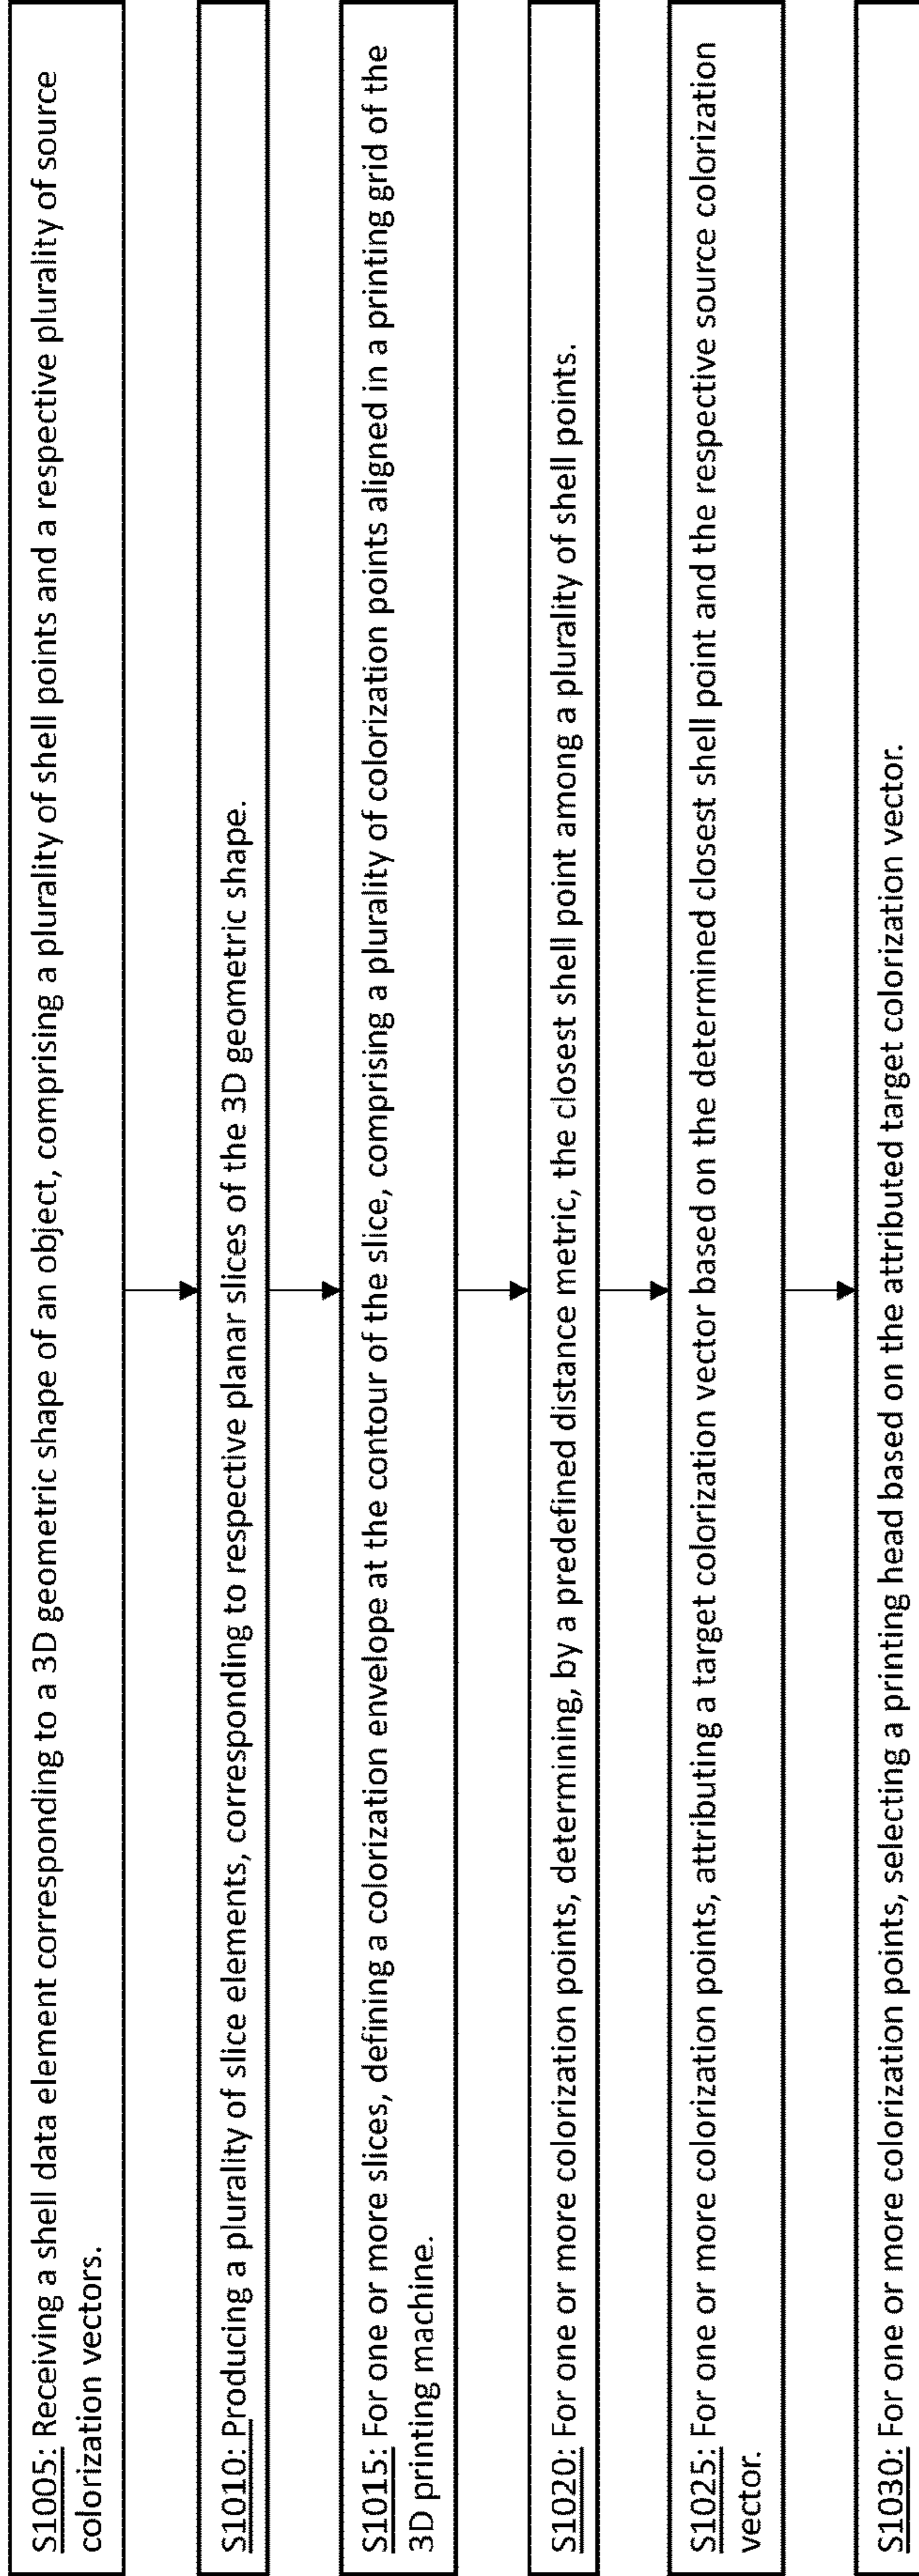 S1005: Receiving a shell data element corresponding to a 3D geometric shape of an object, comprising a plurality of shell points and a respective plurality of source
colorization vectors.
S1010: Producing a plurality of slice elements, corresponding to respective planar slices of the 3D geometric shape.
S1015: For one or more slices, defining a colorization envelope at the contour of the slice, comprising a plurality of colorization points aligned in a printing grid of the
3D printing machine.
S1020: For one or more colorization points, determining, by a predefined distance metric, the closest shell point among a plurality of shell points.
S1025: For one or more colorization points, attributing a target colorization vector based on the determined closest shell point and the respective source colorization
vector.
S1030: For one or more colorization points, selecting a printing head based on the attributed target colorization vector.